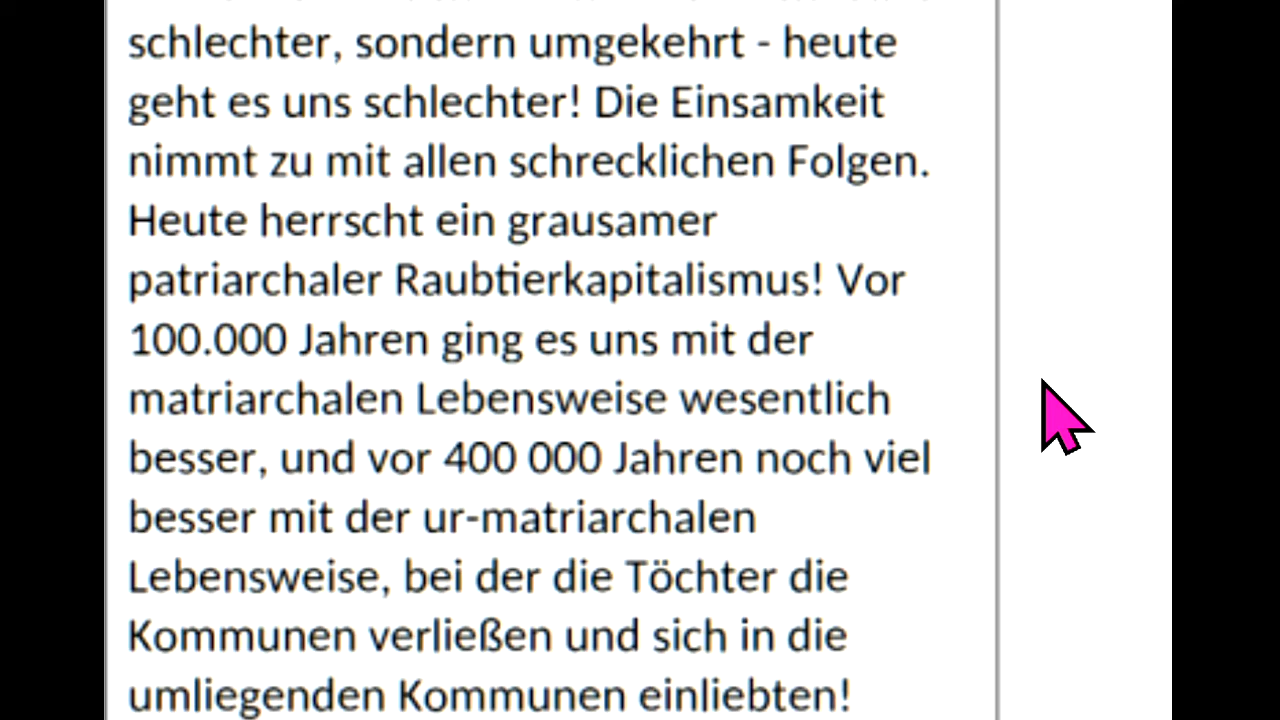 schlechter, sondern umgekehrt - heute
geht es uns schlechter! Die Einsamkeit
nimmt zu mit allen schrecklichen Folgen.
Heute herrscht ein grausamer
patriarchaler Raubtierkapitalismus! Vor
100.000 Jahren ging es uns mit der
matriarchalen Lebensweise wesentlich
besser, und vor 400 000 Jahren noch viel
besser mit der ur-matriarchalen
Lebensweise, bei der die Töchter die
Kommunen verließen und sich in die
umliegenden Kommunen einliebten!